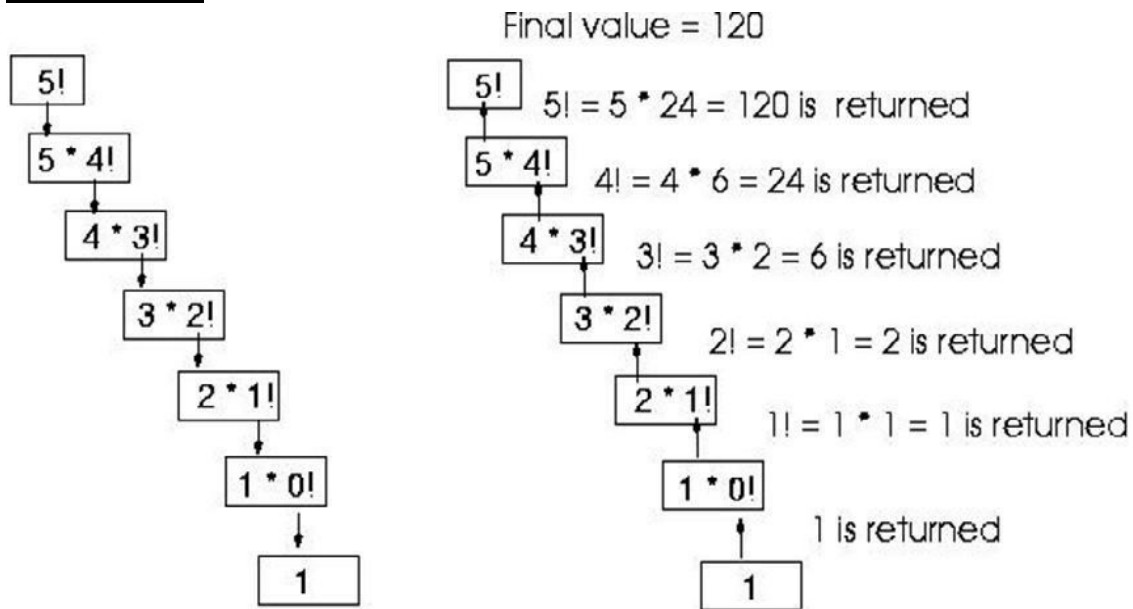 5!
5 * 4!
4 * 3!
3 * 2!
2 * 1!
1 * 0!
1
Final value = 120
5!
5! = 5 * 24 = 120 is returned
5 * 4!
4! = 4 * 6 = 24 is returned
4 * 3!
3! = 3 * 2 = 6 is returned
3 * 2!
2! = 2 * 1 = 2 is returned
2 * 1!
1! = 1 * 1 = 1 is returned
1 * 0!
1 is returned
1